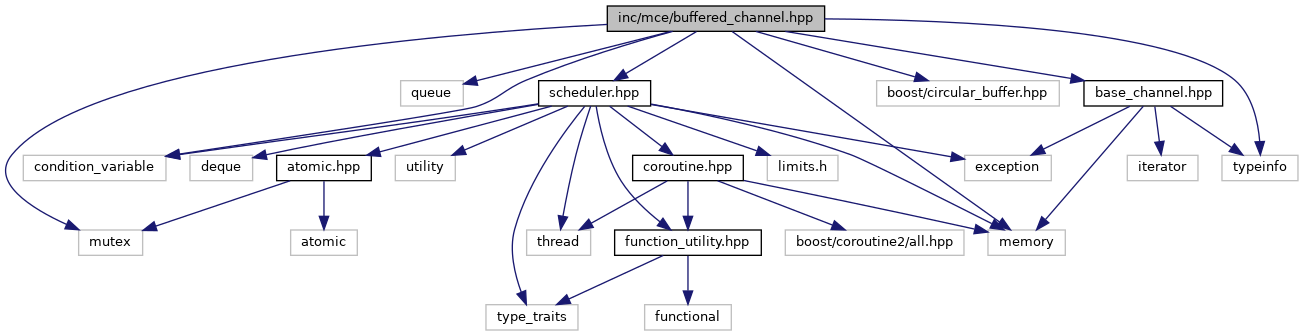 inc/mce/buffered_channel.hpp
queue
scheduler.hpp
boost/circular_buffer.hpp
base_channel.hpp
condition_variable
deque
atomic.hpp
utility
coroutine.hpp
limits.h
exception
iterator
typeinfo
mutex
atomic
thread
function_utility.hpp
boost/coroutine2/all.hpp
memory
type_traits
functional